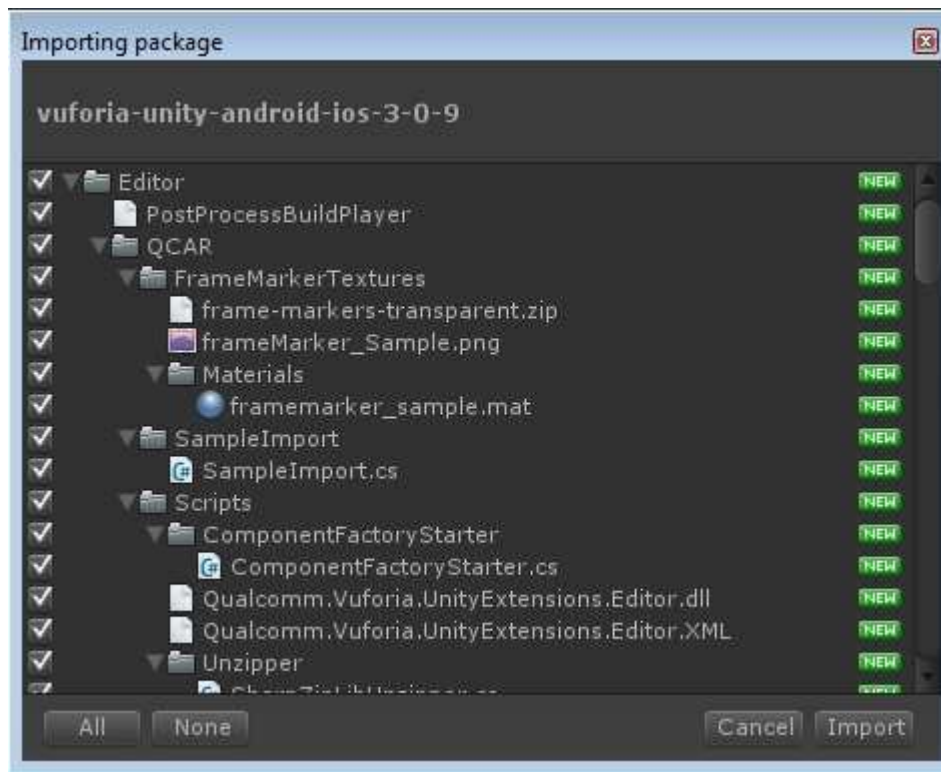 Importing package
vuforia-unity-android-ios-3-0-9
Editor NEW
PostProcessBuildPlayer NEW
QCAR NEW
FrameMarkerTextures NEW
frame-markers-transparent.zip NEW
frameMarker_Sample.png NEW
Materials NEW
framemarker_sample.mat NEW
SampleImport NEW
SampleImport.cs NEW
Scripts NEW
ComponentFactoryStarter NEW
ComponentFactoryStarter.cs NEW
Qualcomm.Vuforia.UnityExtensions.Editor.dll NEW
Qualcomm.Vuforia.UnityExtensions.Editor.XML NEW
Unzipper NEW
All None Cancel Import